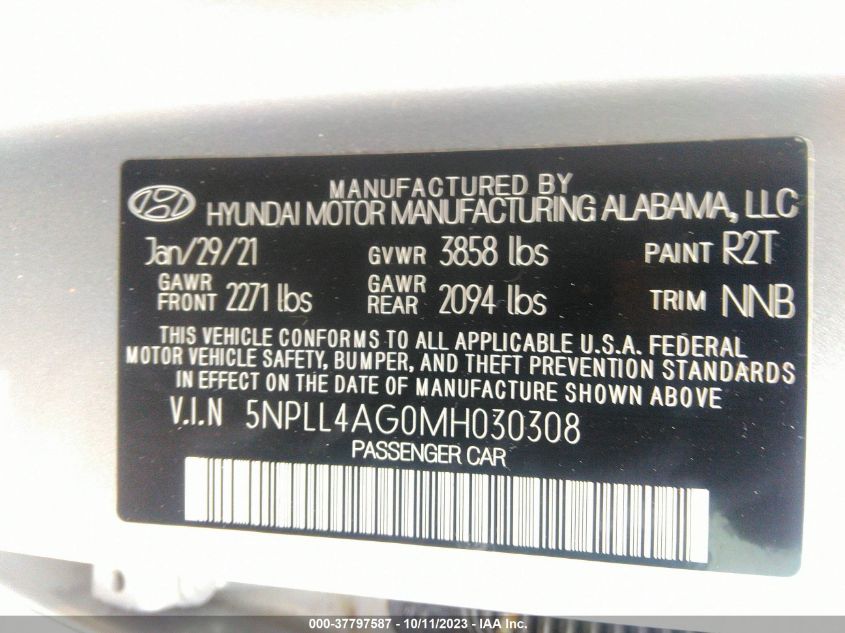 MANUFACTURED BY
HYUNDAI MOTOR MANUFACTURING ALABAMA, LLC
Jan/29/21 GVWR 3858 lbs PAINT R2T
GAWR FRONT 2271 lbs GAWR REAR 2094 lbs TRIM NNB
THIS VEHICLE CONFORMS TO ALL APPLICABLE U.S.A. FEDERAL
MOTOR VEHICLE SAFETY, BUMPER, AND THEFT PREVENTION STANDARDS
IN EFFECT ON THE DATE OF MANUFACTURE SHOWN ABOVE
V.I.N 5NPLL4AG0MH030308
PASSENGER CAR
000-37797587 - 10/11/2023 - IAA Inc.